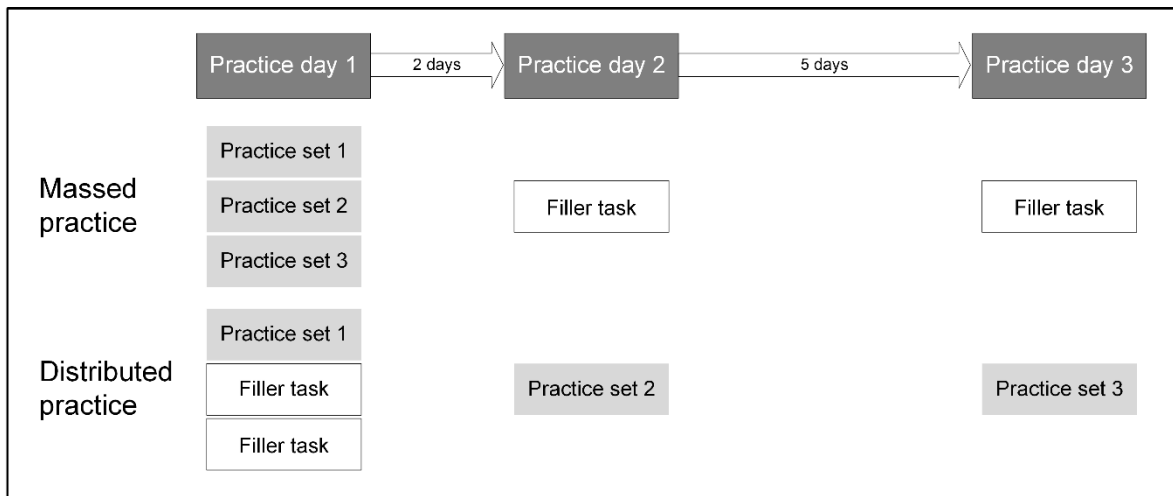 Practice day 1
2 days
Practice day 2
5 days
Practice day 3
Massed
practice
Practice set 1
Practice set 2
Practice set 3
Filler task
Filler task
Distributed
practice
Practice set 1
Filler task
Filler task
Practice set 2
Practice set 3